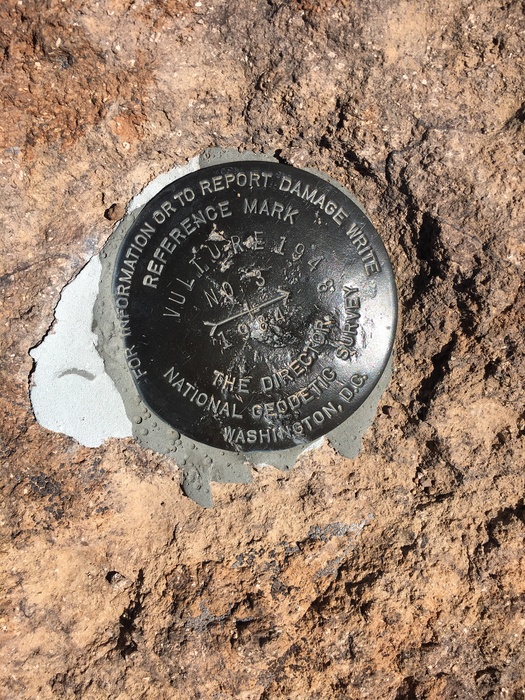 FOR INFORMATION OR TO REPORT DAMAGE WRITE
REFERENCE MARK
VULTURE 194
NO 3
1984
THE DIRECTOR,
NATIONAL GEODETIC SURVEY
WASHINGTON, D.C.